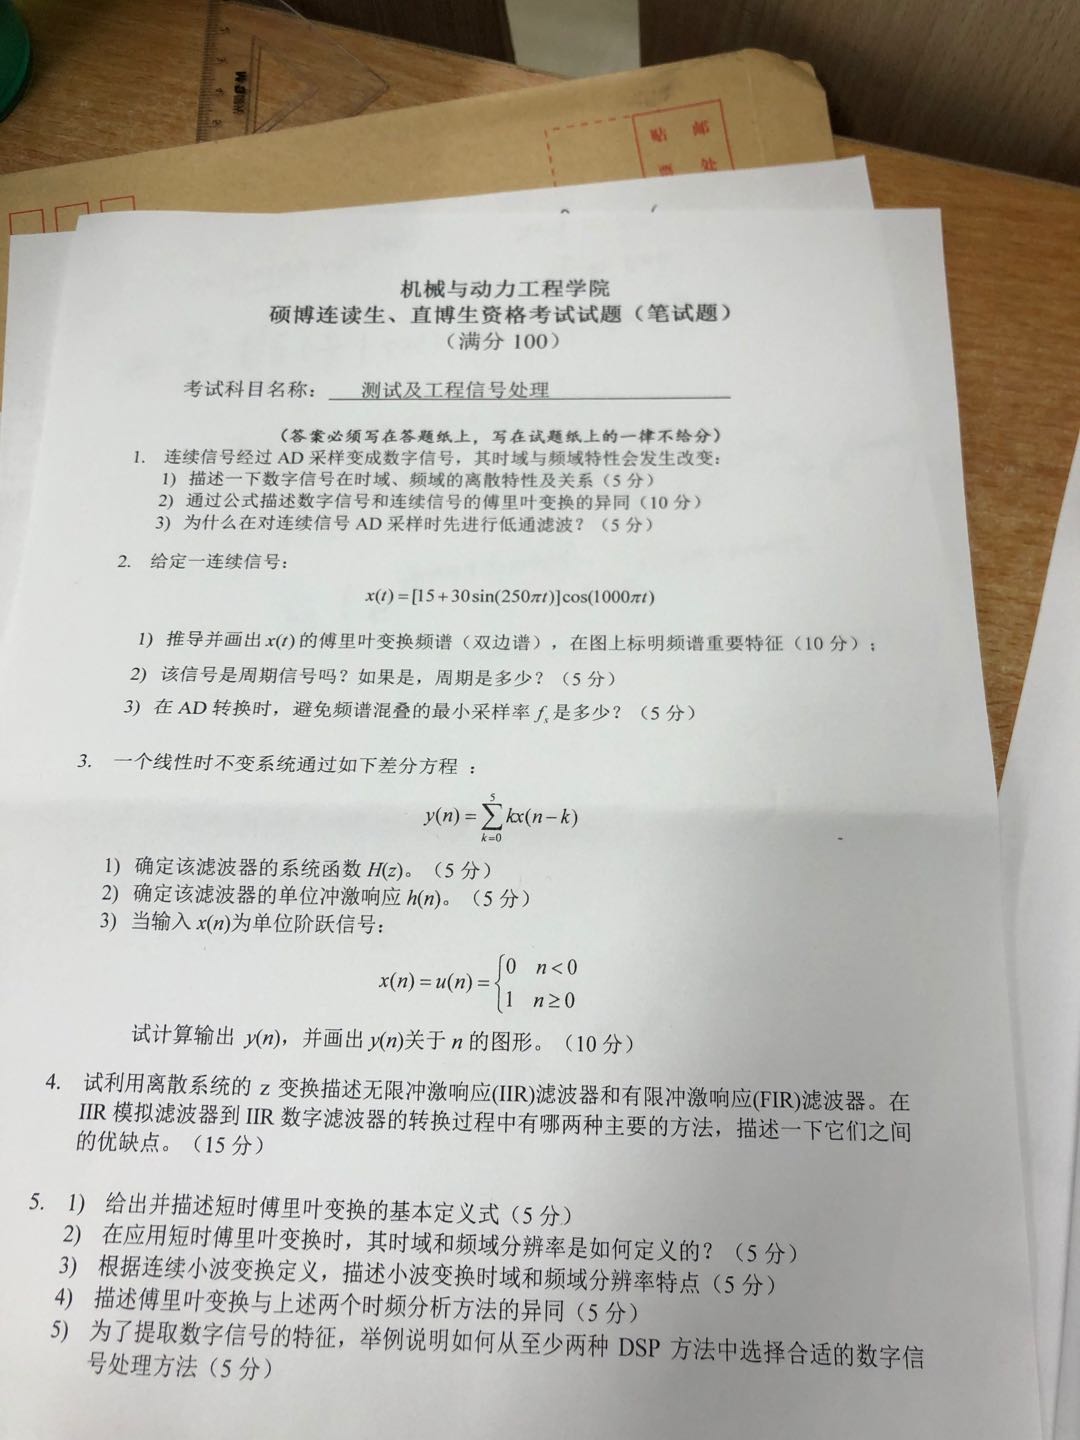 贴 邮
票 处
机械与动力工程学院
硕博连读生、直博生资格考试试题（笔试题）
（满分 100）
考试科目名称： 测试及工程信号处理
（答案必须写在答题纸上，写在试题纸上的一律不给分）
1. 连续信号经过 AD 采样变成数字信号，其时域与频域特性会发生改变：
1) 描述一下数字信号在时域、频域的离散特性及关系（5 分）
2) 通过公式描述数字信号和连续信号的傅里叶变换的异同（10 分）
3) 为什么在对连续信号 AD 采样时先进行低通滤波？（5 分）
2. 给定一连续信号：
x(t) = [15 + 30sin(250πt)]cos(1000πt)
1) 推导并画出 x(t) 的傅里叶变换频谱（双边谱），在图上标明频谱重要特征（10 分）；
2) 该信号是周期信号吗？如果是，周期是多少？（5 分）
3) 在 AD 转换时，避免频谱混叠的最小采样率 fs 是多少？（5 分）
3. 一个线性时不变系统通过如下差分方程 ：
y(n) = ∑_{k=0}^{5} kx(n−k)
1) 确定该滤波器的系统函数 H(z)。（5 分）
2) 确定该滤波器的单位冲激响应 h(n)。（5 分）
3) 当输入 x(n)为单位阶跃信号：
x(n) = u(n) = {0 n<0
1 n≥0
试计算输出 y(n)，并画出 y(n)关于 n 的图形。（10 分）
4. 试利用离散系统的 z 变换描述无限冲激响应(IIR)滤波器和有限冲激响应(FIR)滤波器。在
IIR 模拟滤波器到 IIR 数字滤波器的转换过程中有哪两种主要的方法，描述一下它们之间
的优缺点。（15 分）
5. 1) 给出并描述短时傅里叶变换的基本定义式（5 分）
2) 在应用短时傅里叶变换时，其时域和频域分辨率是如何定义的？（5 分）
3) 根据连续小波变换定义，描述小波变换时域和频域分辨率特点（5 分）
4) 描述傅里叶变换与上述两个时频分析方法的异同（5 分）
5) 为了提取数字信号的特征，举例说明如何从至少两种 DSP 方法中选择合适的数字信
号处理方法（5 分）